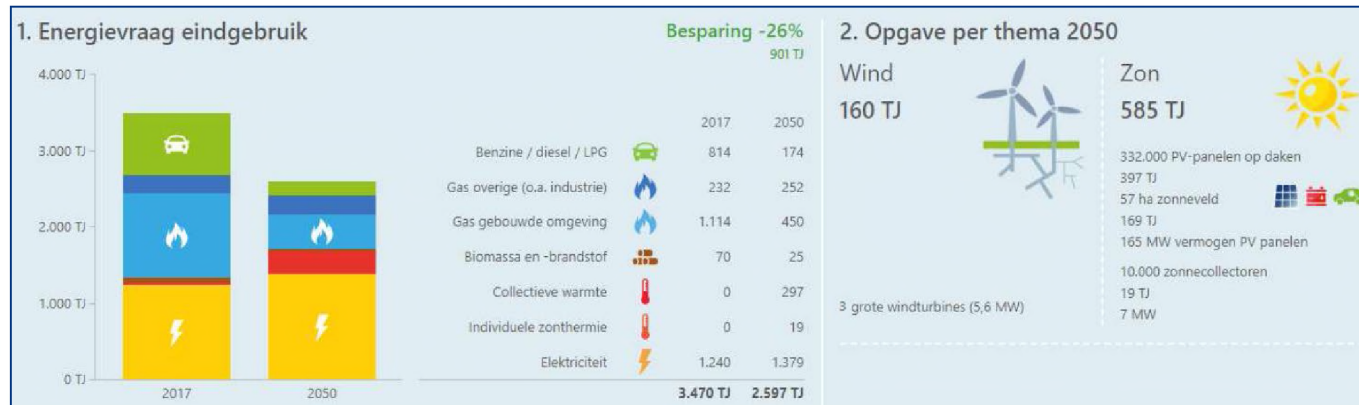 1. Energievraag eindgebruik
Besparing -26%
901 TJ
4.000 TJ
3.000 TJ
2.000 TJ
1.000 TJ
0 TJ
2017
2050
2017 2050
Benzine / diesel / LPG 814 174
Gas overige (o.a. industrie) 232 252
Gas gebouwde omgeving 1.114 450
Biomassa en -brandstof 70 25
Collectieve warmte 0 297
Individuele zonthermie 0 19
Elektriciteit 1.240 1.379
3.470 TJ 2.597 TJ
2. Opgave per thema 2050
Wind
160 TJ
3 grote windturbines (5,6 MW)
Zon
585 TJ
332.000 PV-panelen op daken
397 TJ
57 ha zonneveld
169 TJ
165 MW vermogen PV panelen
10.000 zonnecollectoren
19 TJ
7 MW